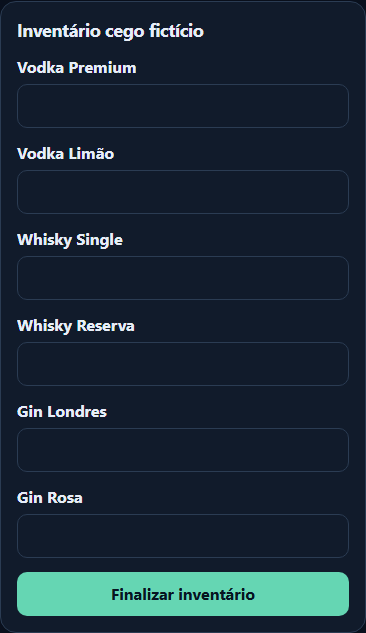 Inventário cego fictício
Vodka Premium
Vodka Limão
Whisky Single
Whisky Reserva
Gin Londres
Gin Rosa
Finalizar inventário